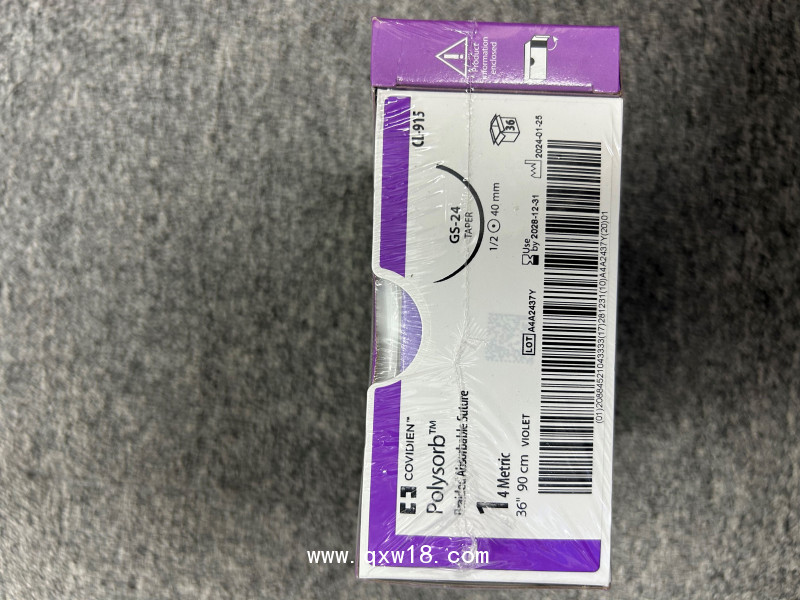 Product
information
enclosed
CL-915
36
2024-01-25
GS-24
TAPER
1/2 40 mm
Use
by 2028-12-31
LOT A4A2437Y
COVIDIEN™
Polysorb™
Braided Absorbable Suture
1
4 Metric
36" 90 cm VIOLET
(01)20884521043333(17)281231(10)A4A2437Y(20)01
www.qxw18.com